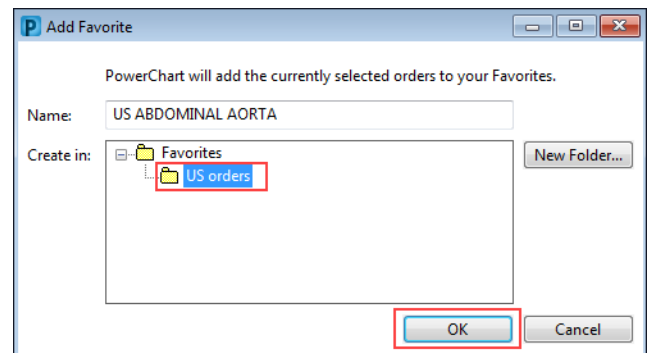 P Add Favorite
PowerChart will add the currently selected orders to your Favorites.
Name: US ABDOMINAL AORTA
Create in: Favorites New Folder...
US orders
OK Cancel